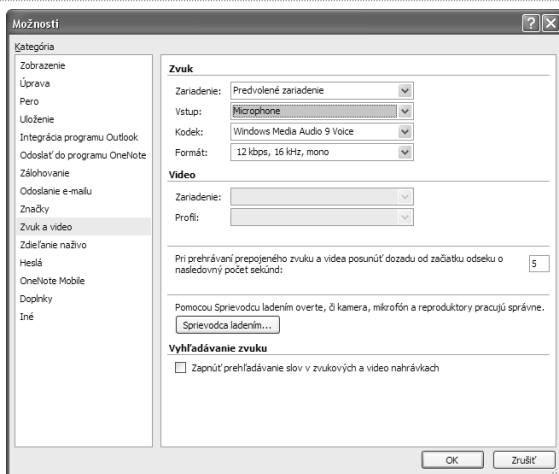 Možnosti
Kategória
Zobrazenie
Úprava
Pero
Uloženie
Integrácia programu Outlook
Odoslať do programu OneNote
Zálohovanie
Odoslanie e-mailu
Značky
Zvuk a video
Zdieľanie naživo
Heslá
OneNote Mobile
Doplnky
Iné
Zvuk
Zariadenie: Predvolené zariadenie
Vstup: Microphone
Kodek: Windows Media Audio 9 Voice
Formát: 12 kbps, 16 kHz, mono
Video
Zariadenie:
Profil:
Pri prehrávaní prepojeného zvuku a videa posunúť dozadu od začiatku odseku o 5
nasledovný počet sekúnd:
Pomocou Sprievodcu ladením overte, či kamera, mikrofón a reproduktory pracujú správne.
Sprievodca ladením...
Vyhľadávanie zvuku
Zapnúť prehľadávanie slov v zvukových a video nahrávkach
OK Zrušiť